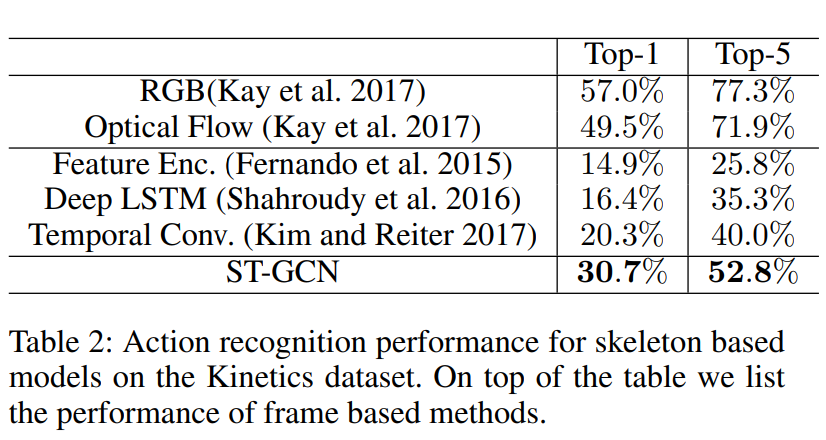 Top-1 Top-5
RGB(Kay et al. 2017) 57.0% 77.3%
Optical Flow (Kay et al. 2017) 49.5% 71.9%
Feature Enc. (Fernando et al. 2015) 14.9% 25.8%
Deep LSTM (Shahroudy et al. 2016) 16.4% 35.3%
Temporal Conv. (Kim and Reiter 2017) 20.3% 40.0%
ST-GCN 30.7% 52.8%
Table 2: Action recognition performance for skeleton based
models on the Kinetics dataset. On top of the table we list
the performance of frame based methods.